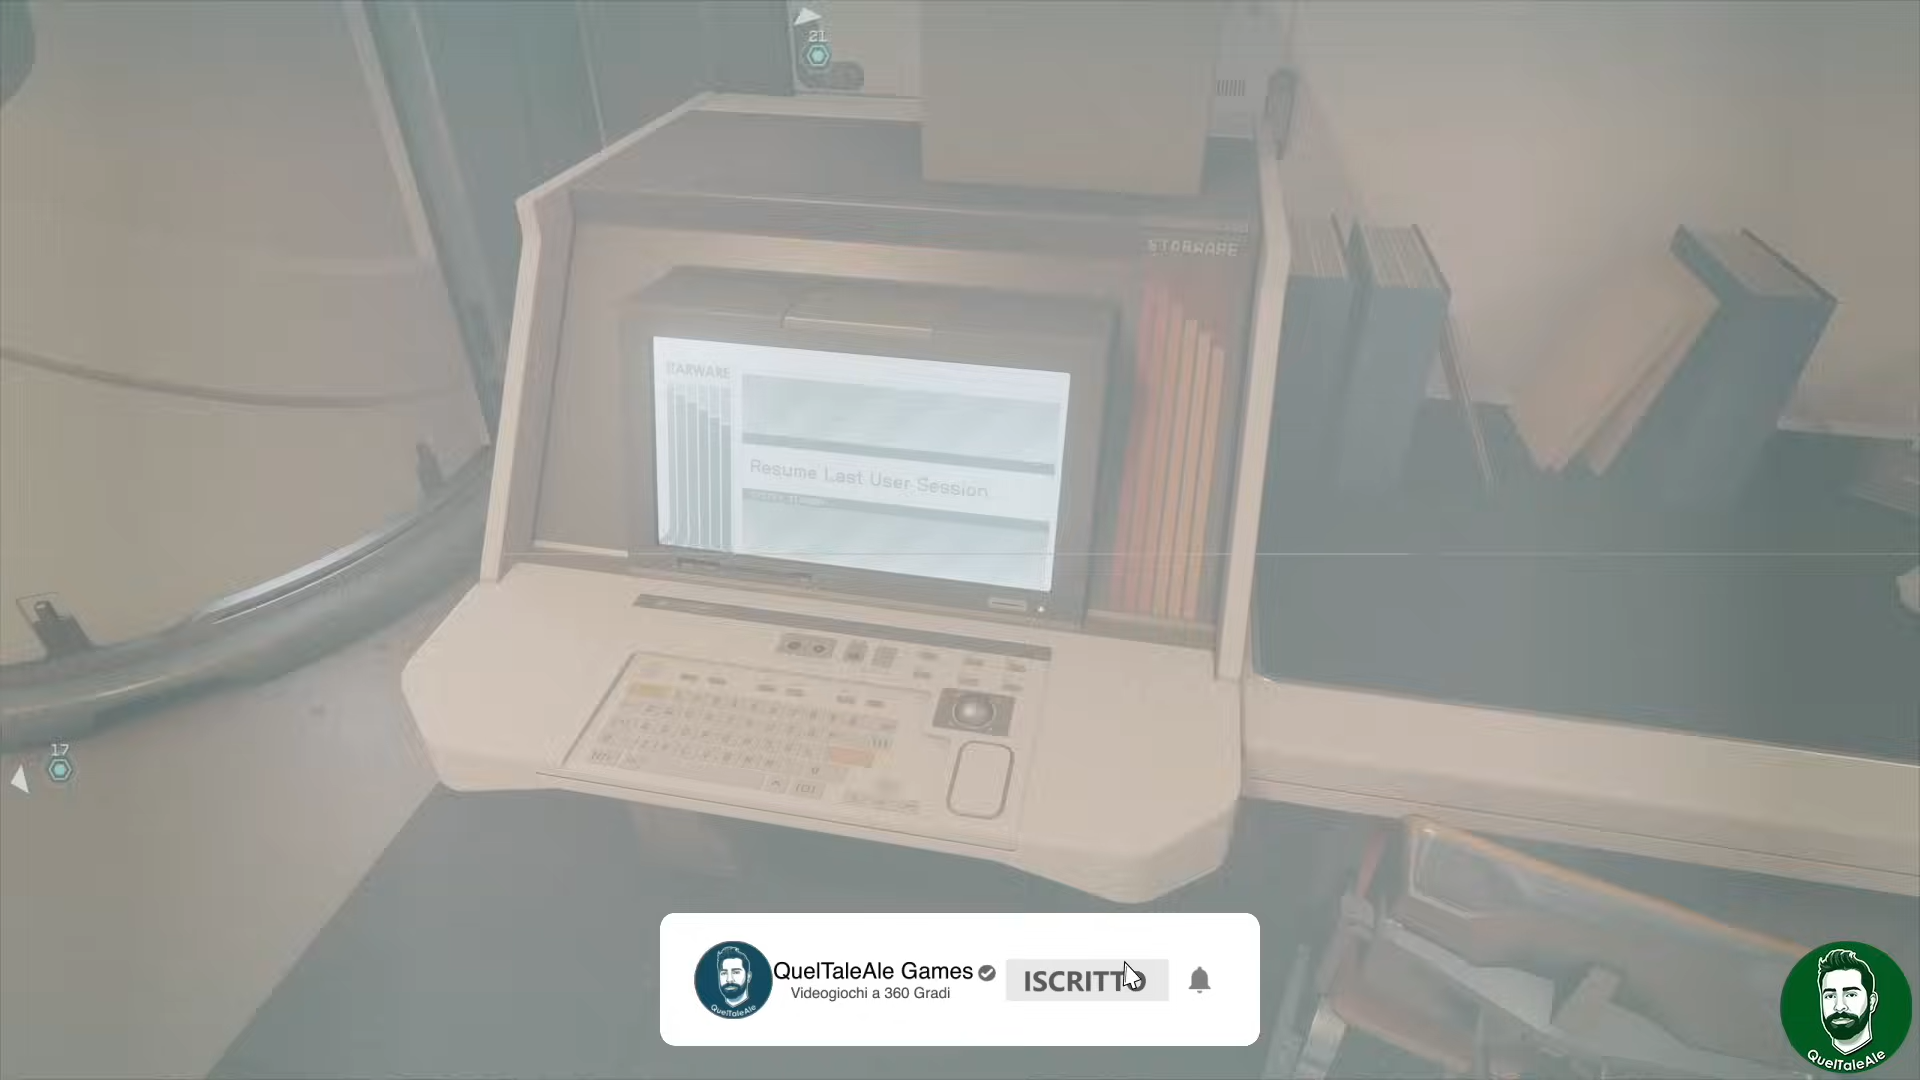 21
STARWARE
STARWARE
Resume Last User Session
17
QuelTaleAle Games
Videogiochi a 360 Gradi
ISCRITTO
QuelTaleAle
QuelTaleAle